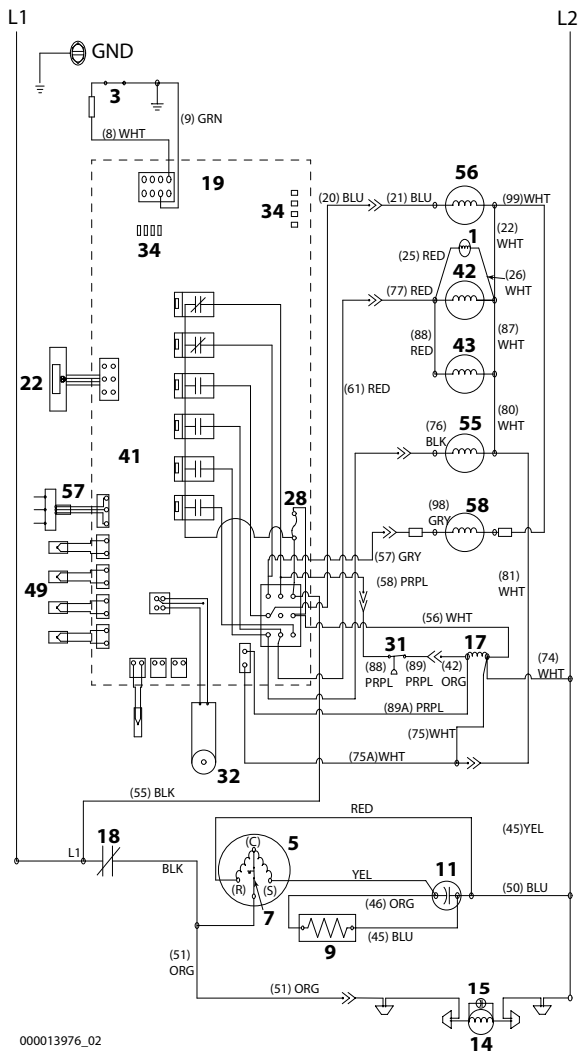 L1
L2
GND
3
(9) GRN
(8) WHT
19
34
34
56
(20) BLU
(21) BLU
(99)WHT
(22)
WHT
1
(25) RED
42
(26)
WHT
(77) RED
(88)
RED
(87)
WHT
43
22
(61) RED
(80)
WHT
55
(76)
BLK
41
28
57
(98)
GRY
58
(57) GRY
(58) PRPL
(81)
WHT
49
(56) WHT
31
17
(88)
PRPL
(89)
PRPL
(42)
ORG
(74)
WHT
(89A) PRPL
(75)WHT
32
(75A)WHT
(55) BLK
RED
18
5
(45)YEL
L1
(C)
BLK
11
YEL
(R)
(S)
(50) BLU
7
(46) ORG
9
(45) BLU
(51)
ORG
(51) ORG
15
14
000013976_02